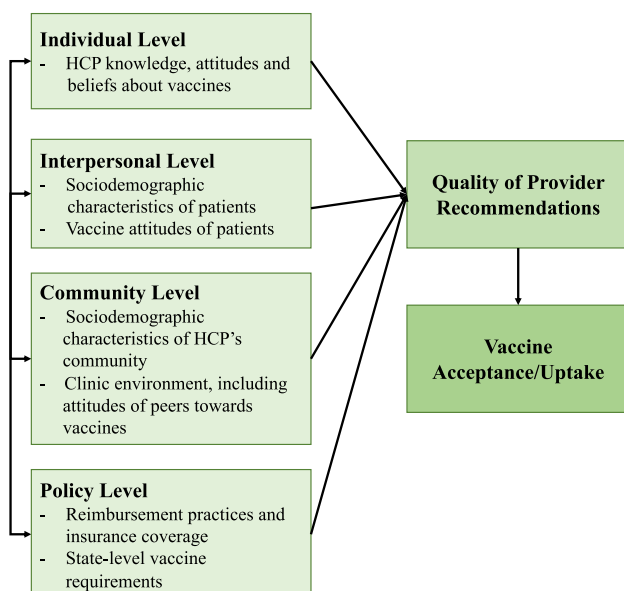 Individual Level
- HCP knowledge, attitudes and
beliefs about vaccines
Interpersonal Level
- Sociodemographic
characteristics of patients
- Vaccine attitudes of patients
Community Level
- Sociodemographic
characteristics of HCP's
community
- Clinic environment, including
attitudes of peers towards
vaccines
Policy Level
- Reimbursement practices and
insurance coverage
- State-level vaccine
requirements
Quality of Provider
Recommendations
Vaccine
Acceptance/Uptake